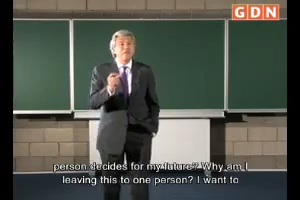 GDN
person decides for my future? Why am I
leaving this to one person? I want to